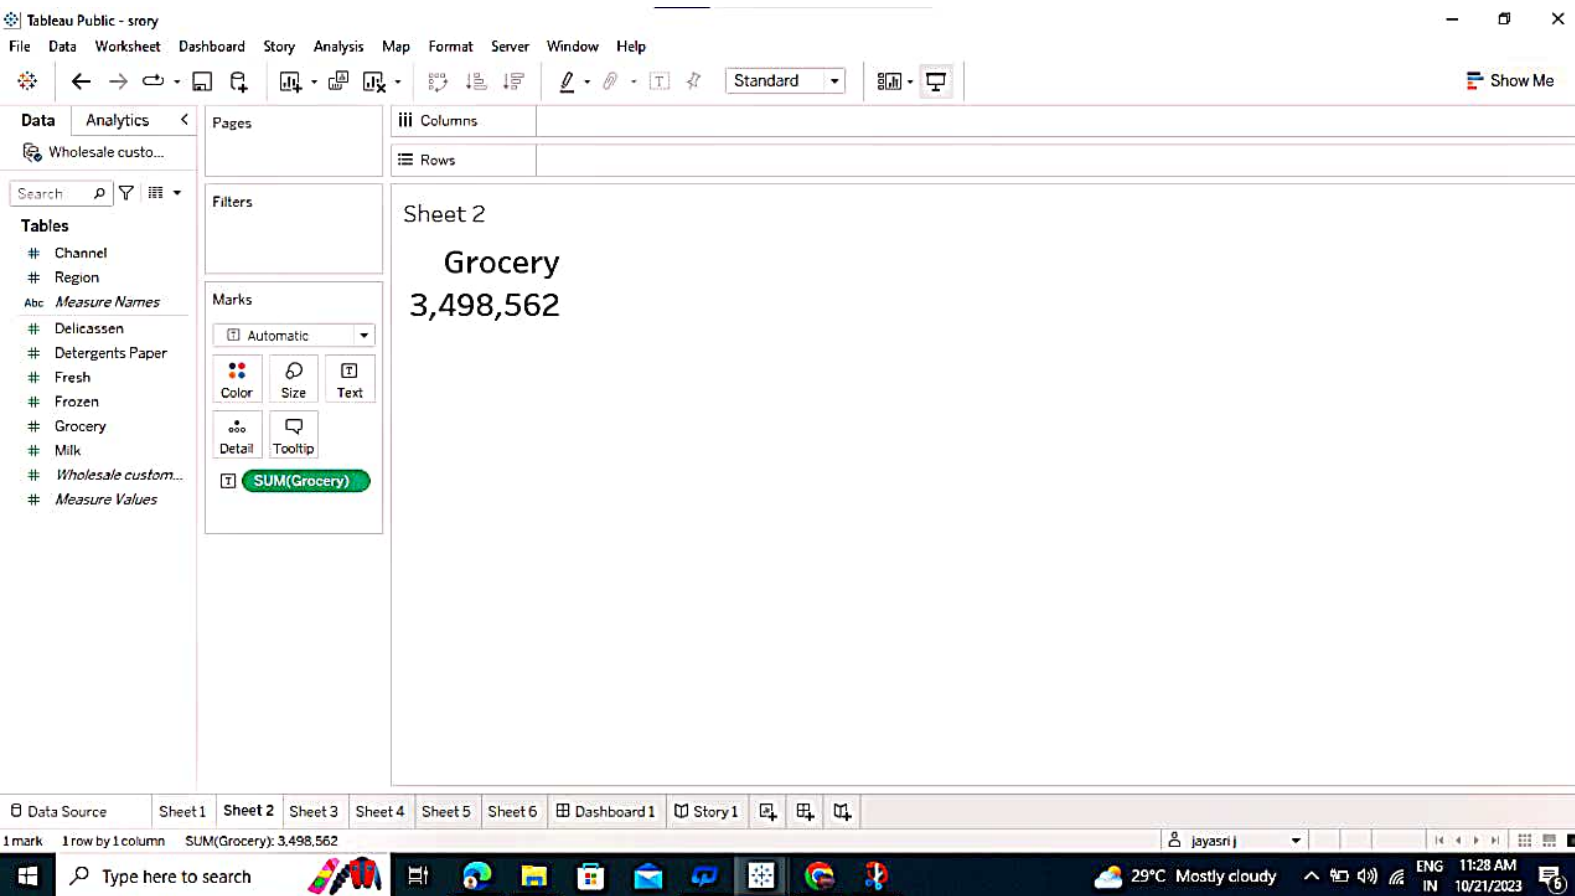 Tableau Public - srory
File Data Worksheet Dashboard Story Analysis Map Format Server Window Help
Standard
Show Me
Data Analytics
Pages
Columns
Wholesale custo...
Rows
Search
Filters
Sheet 2
Tables
Channel
Region
Abc Measure Names
Delicassen
Detergents Paper
Fresh
Frozen
Grocery
Milk
Wholesale custom...
Measure Values
Marks
Automatic
Color Size Text
Detail Tooltip
SUM(Grocery)
Grocery
3,498,562
Data Source Sheet 1 Sheet 2 Sheet 3 Sheet 4 Sheet 5 Sheet 6 Dashboard 1 Story 1
1 mark 1 row by 1 column SUM(Grocery): 3,498,562
jayasri j
Type here to search
29°C Mostly cloudy
ENG
IN
11:28 AM
10/21/2023
6